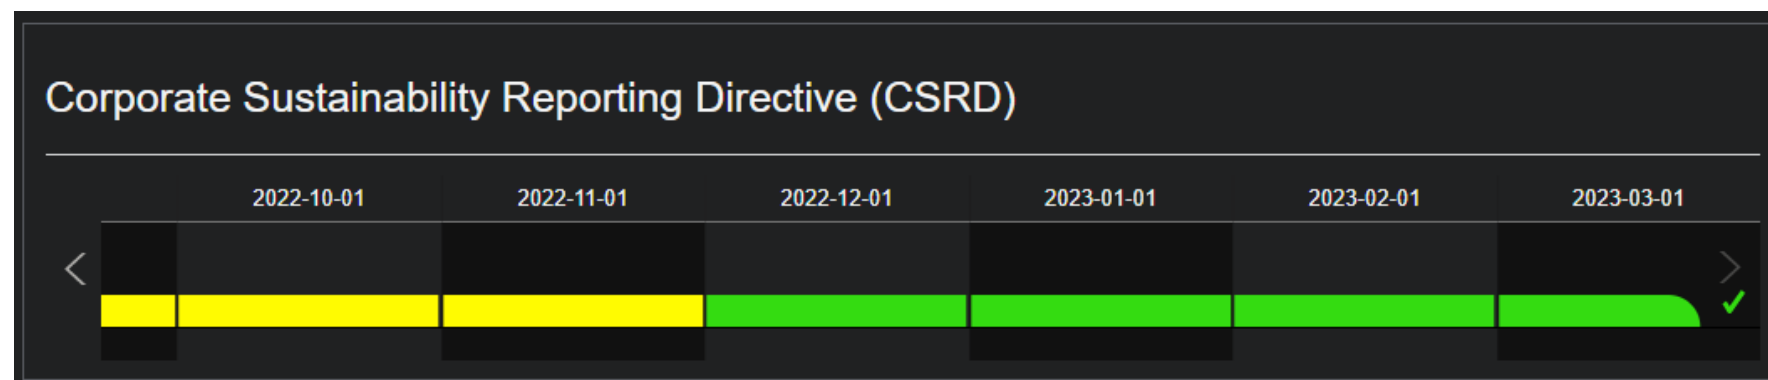 Corporate Sustainability Reporting Directive (CSRD)
2022-10-01 2022-11-01 2022-12-01 2023-01-01 2023-02-01 2023-03-01